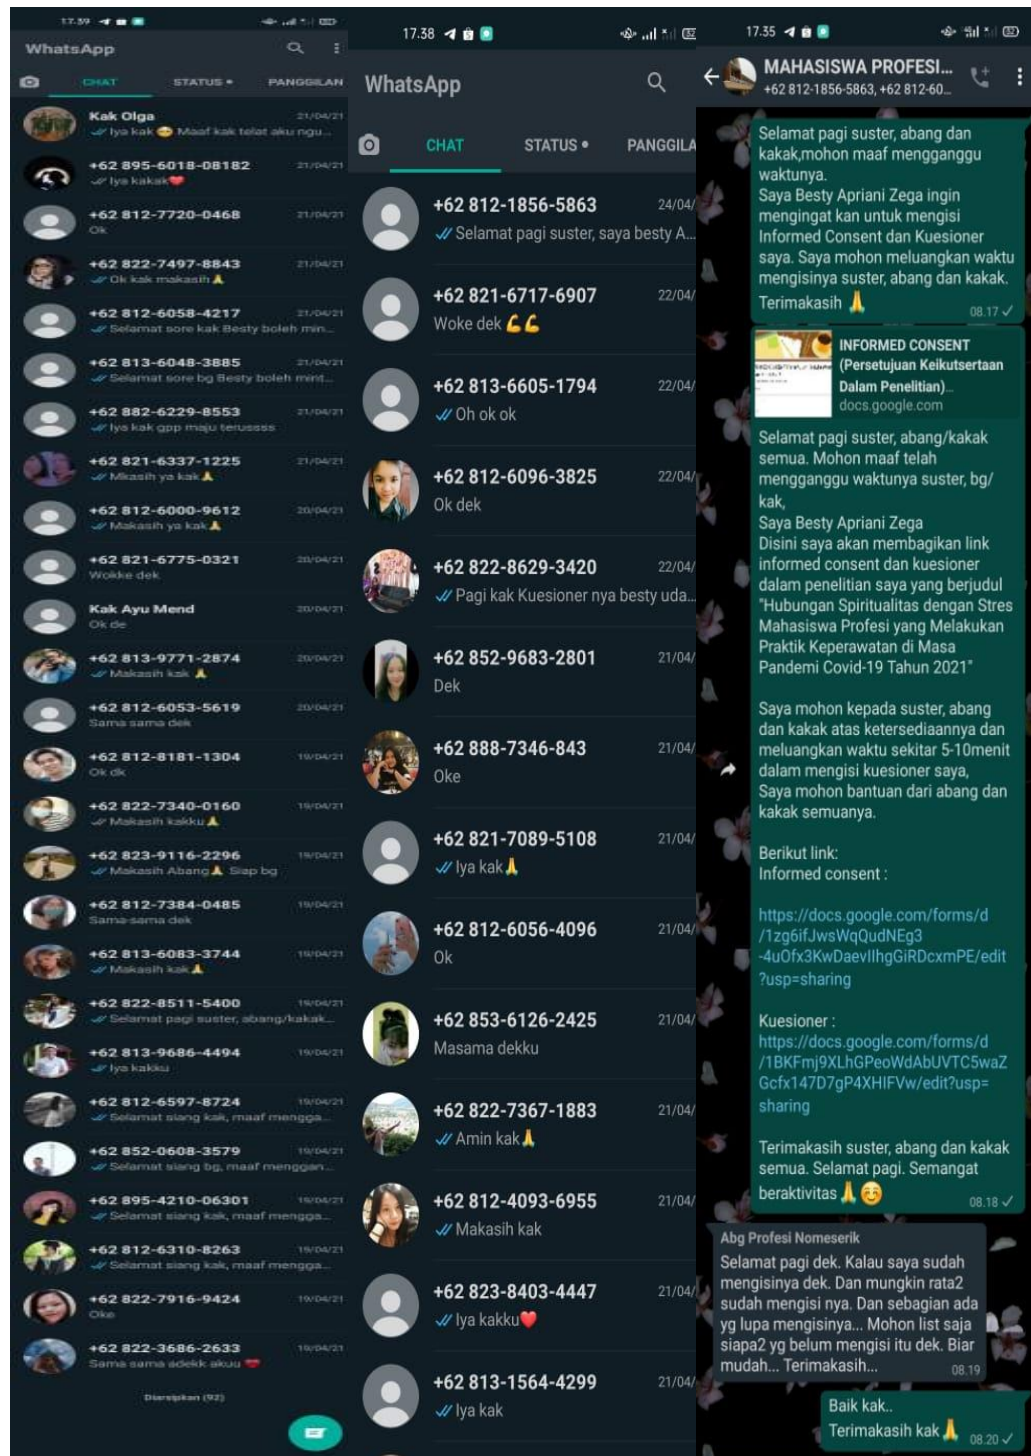 17.39
WhatsApp
CHAT STATUS • PANGGILAN
Kak Olga 21/04/21
Iya kak 😊 Maaf kak telat aku ngu...
+62 895-6018-08182 21/04/21
Iya kakak❤️
+62 812-7720-0468 21/04/21
Ok
+62 822-7497-8843 21/04/21
Ok kak makasih🙏
+62 812-6058-4217 21/04/21
Selamat sore kak Besty boleh min...
+62 813-6048-3885 21/04/21
Selamat sore bg Besty boleh mint...
+62 882-6229-8553 21/04/21
Iya kak gpp maju terussss
+62 821-6337-1225 21/04/21
Mkasih ya kak🙏
+62 812-6000-9612 20/04/21
Makasih ya kak🙏
+62 821-6775-0321 20/04/21
Wokke dek
Kak Ayu Mend 20/04/21
Ok de
+62 813-9771-2874 20/04/21
Makasih kak 🙏
+62 812-6053-5619 20/04/21
Sama sama dek
+62 812-8181-1304 19/04/21
Ok dk
+62 822-7340-0160 19/04/21
Makasih kakku🙏
+62 823-9116-2296 19/04/21
Makasih Abang🙏 Siap bg
+62 812-7384-0485 19/04/21
Sama-sama dek
+62 813-6083-3744 19/04/21
Makasih kak🙏
+62 822-8511-5400 19/04/21
Selamat pagi suster, abang/kakak...
+62 813-9686-4494 19/04/21
Iya kakku
+62 812-6597-8724 19/04/21
Selamat siang kak, maaf mengga...
+62 852-0608-3579 19/04/21
Selamat siang bg, maaf menggan...
+62 895-4210-06301 19/04/21
Selamat siang kak, maaf mengga...
+62 812-6310-8263 19/04/21
Selamat siang kak, maaf mengga...
+62 822-7916-9424 19/04/21
Oke
+62 822-3686-2633 19/04/21
Sama sama adekk akuu ❤️
Diarsipkan (92)
17.38
WhatsApp
CHAT STATUS • PANGGILA
+62 812-1856-5863 24/04/
Selamat pagi suster, saya besty A...
+62 821-6717-6907 22/04/
Woke dek 💪💪
+62 813-6605-1794 22/04/
Oh ok ok
+62 812-6096-3825 22/04/
Ok dek
+62 822-8629-3420 22/04/
Pagi kak Kuesioner nya besty uda...
+62 852-9683-2801 21/04/
Dek
+62 888-7346-843 21/04/
Oke
+62 821-7089-5108 21/04/
Iya kak🙏
+62 812-6056-4096 21/04/
Ok
+62 853-6126-2425 21/04/
Masama dekku
+62 822-7367-1883 21/04/
Amin kak🙏
+62 812-4093-6955 21/04/
Makasih kak
+62 823-8403-4447 21/04/
Iya kakku❤️
+62 813-1564-4299 21/04/
Iya kak
17.35
MAHASISWA PROFESI...
+62 812-1856-5863, +62 812-60...
Selamat pagi suster, abang dan
kakak,mohon maaf mengganggu
waktunya.
Saya Besty Apriani Zega ingin
mengingat kan untuk mengisi
Informed Consent dan Kuesioner
saya. Saya mohon meluangkan waktu
mengisinya suster, abang dan kakak.
Terimakasih 🙏 08.17
INFORMED CONSENT
(Persetujuan Keikutsertaan
Dalam Penelitian)...
docs.google.com
Selamat pagi suster, abang/kakak
semua. Mohon maaf telah
mengganggu waktunya suster, bg/
kak,
Saya Besty Apriani Zega
Disini saya akan membagikan link
informed consent dan kuesioner
dalam penelitian saya yang berjudul
"Hubungan Spiritualitas dengan Stres
Mahasiswa Profesi yang Melakukan
Praktik Keperawatan di Masa
Pandemi Covid-19 Tahun 2021"
Saya mohon kepada suster, abang
dan kakak atas ketersediaannya dan
meluangkan waktu sekitar 5-10menit
dalam mengisi kuesioner saya,
Saya mohon bantuan dari abang dan
kakak semuanya.
Berikut link:
Informed consent :
https://docs.google.com/forms/d
/1zg6ifJwsWqQudNEg3
-4uOfx3KwDaevIIhgGiRDcxmPE/edit
?usp=sharing
Kuesioner :
https://docs.google.com/forms/d
/1BKFmj9XLhGPeoWdAbUVTC5waZ
Gcfx147D7gP4XHIFVw/edit?usp=
sharing
Terimakasih suster, abang dan kakak
semua. Selamat pagi. Semangat
beraktivitas🙏☺️ 08.18
Abg Profesi Nomeserik
Selamat pagi dek. Kalau saya sudah
mengisinya dek. Dan mungkin rata2
sudah mengisi nya. Dan sebagian ada
yg lupa mengisinya... Mohon list saja
siapa2 yg belum mengisi itu dek. Biar
mudah... Terimakasih... 08.19
Baik kak..
Terimakasih kak🙏 08.20